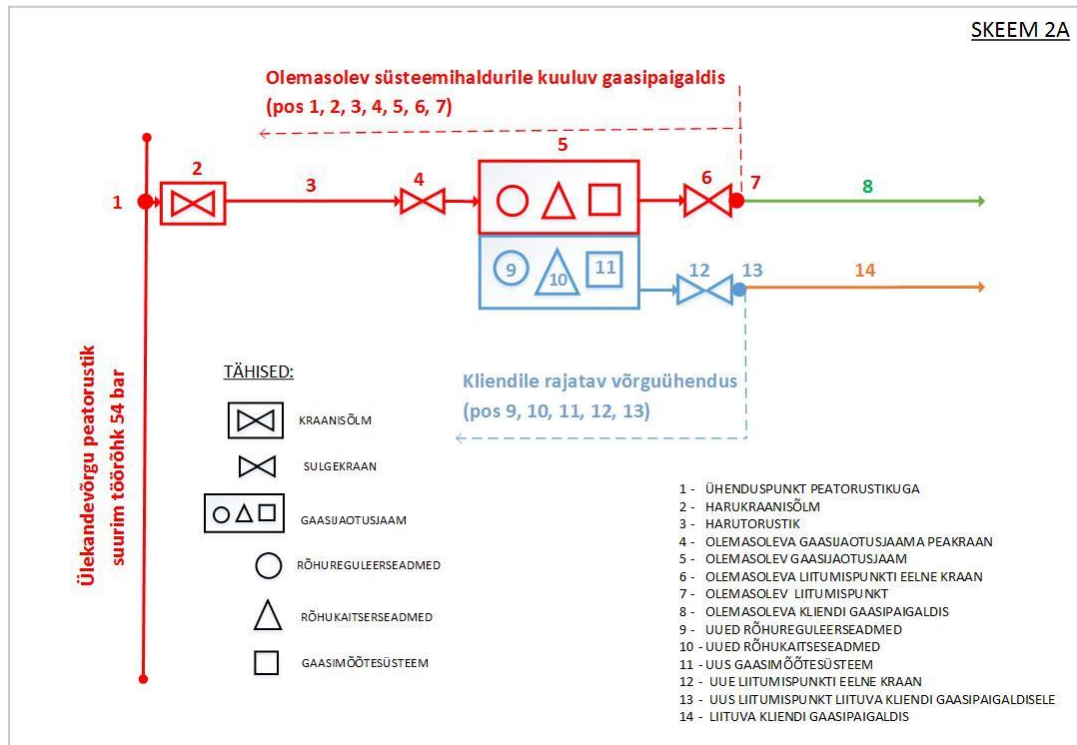 SKEEM 2A
Olemasolev süsteemihaldurile kuuluv gaasipaigaldis
(pos 1, 2, 3, 4, 5, 6, 7)
5
2
3
4
6
7
8
1
9
10
11
12
13
14
Ülekandevõrgu peatorustik
suurim töörõhk 54 bar
Kliendile rajatav võrguühendus
(pos 9, 10, 11, 12, 13)
TÄHISED:
KRAANISÕLM
SULGEKRAAN
GAASIJAOTUSJAAM
RÕHUREGULEERSEADMED
RÕHUKAITSERSEADMED
GAASIMÕÕTESÜSTEEM
1 - ÜHENDUSPUNKT PEATORUSTIKUGA
2 - HARUKRAANISÕLM
3 - HARUTORUSTIK
4 - OLEMASOLEVA GAASIJAOTUSJAAMA PEAKRAAN
5 - OLEMASOLEV GAASIJAOTUSJAAM
6 - OLEMASOLEVA LIITUMISPUNKTI EELNE KRAAN
7 - OLEMASOLEV LIITUMISPUNKT
8 - OLEMASOLEVA KLIENDI GAASIPAIGALDIS
9 - UUED RÕHUREGULEERSEADMED
10 - UUED RÕHUKAITSESEADMED
11 - UUS GAASIMÕÕTESÜSTEEM
12 - UUE LIITUMISPUNKTI EELNE KRAAN
13 - UUS LIITUMISPUNKT LIITUVA KLIENDI GAASIPAIGALDISELE
14 - LIITUVA KLIENDI GAASIPAIGALDIS